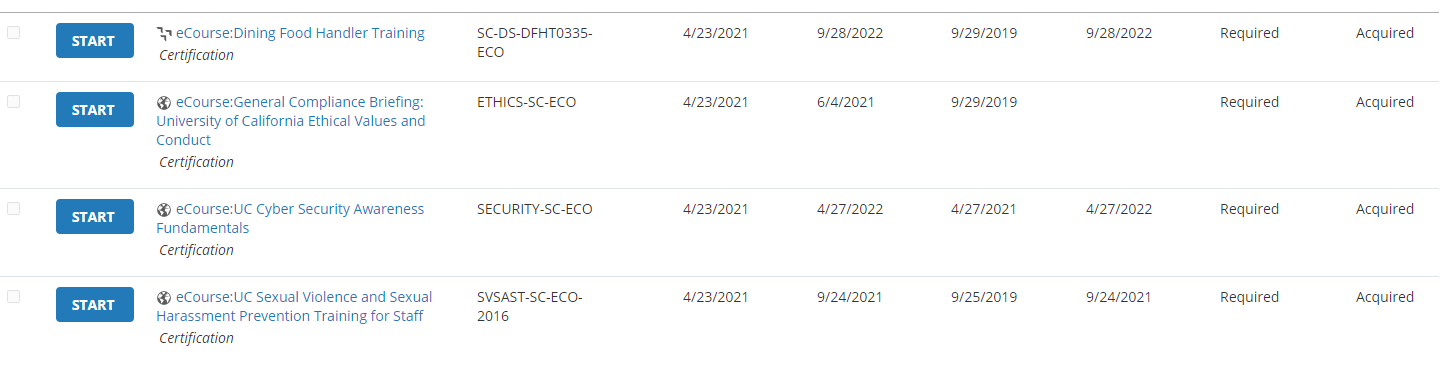 START eCourse:Dining Food Handler Training SC-DS-DFHT0335- 4/23/2021 9/28/2022 9/29/2019 9/28/2022 Required Acquired
Certification ECO
START eCourse:General Compliance Briefing: ETHICS-SC-ECO 4/23/2021 6/4/2021 9/29/2019 Required Acquired
University of California Ethical Values and
Conduct
Certification
START eCourse:UC Cyber Security Awareness SECURITY-SC-ECO 4/23/2021 4/27/2022 4/27/2021 4/27/2022 Required Acquired
Fundamentals
Certification
START eCourse:UC Sexual Violence and Sexual SVSAST-SC-ECO- 4/23/2021 9/24/2021 9/25/2019 9/24/2021 Required Acquired
Harassment Prevention Training for Staff 2016
Certification